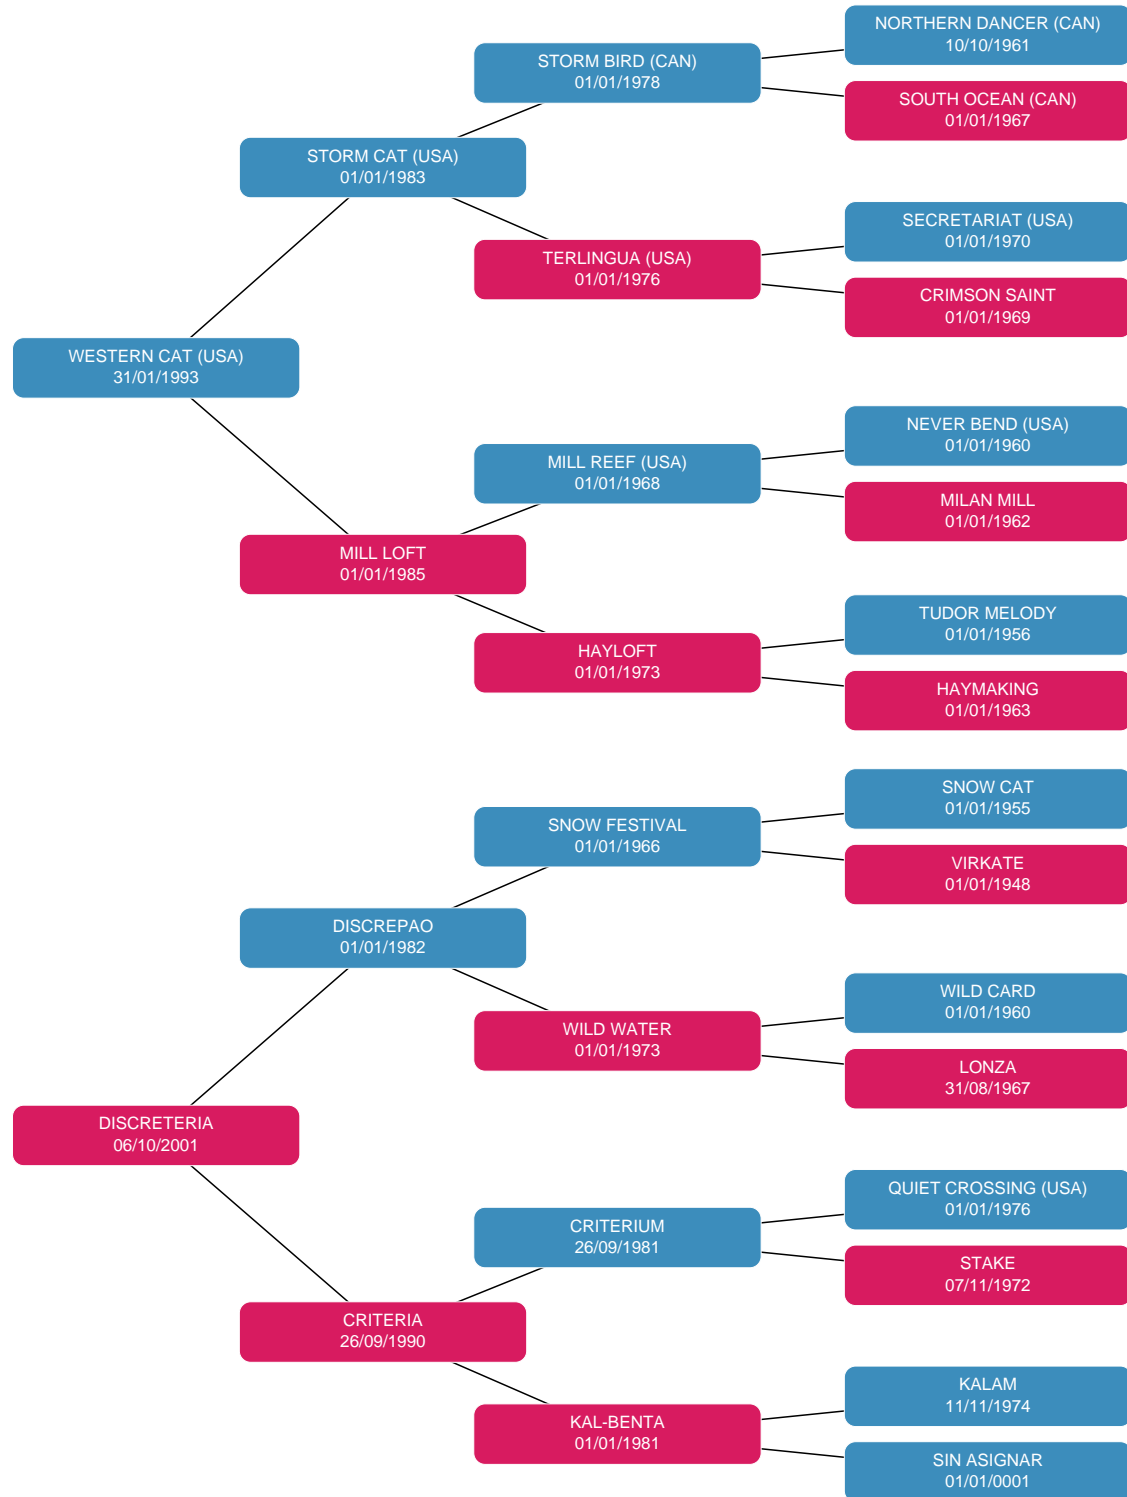 NORTHERN DANCER (CAN)
10/10/1961
STORM BIRD (CAN)
01/01/1978
SOUTH OCEAN (CAN)
01/01/1967
STORM CAT (USA)
01/01/1983
SECRETARIAT (USA)
01/01/1970
TERLINGUA (USA)
01/01/1976
CRIMSON SAINT
01/01/1969
WESTERN CAT (USA)
31/01/1993
NEVER BEND (USA)
01/01/1960
MILL REEF (USA)
01/01/1968
MILAN MILL
01/01/1962
MILL LOFT
01/01/1985
TUDOR MELODY
01/01/1956
HAYLOFT
01/01/1973
HAYMAKING
01/01/1963
SNOW CAT
01/01/1955
SNOW FESTIVAL
01/01/1966
VIRKATE
01/01/1948
DISCREPAO
01/01/1982
WILD CARD
01/01/1960
WILD WATER
01/01/1973
LONZA
31/08/1967
DISCRETERIA
06/10/2001
QUIET CROSSING (USA)
01/01/1976
CRITERIUM
26/09/1981
STAKE
07/11/1972
CRITERIA
26/09/1990
KALAM
11/11/1974
KAL-BENTA
01/01/1981
SIN ASIGNAR
01/01/0001